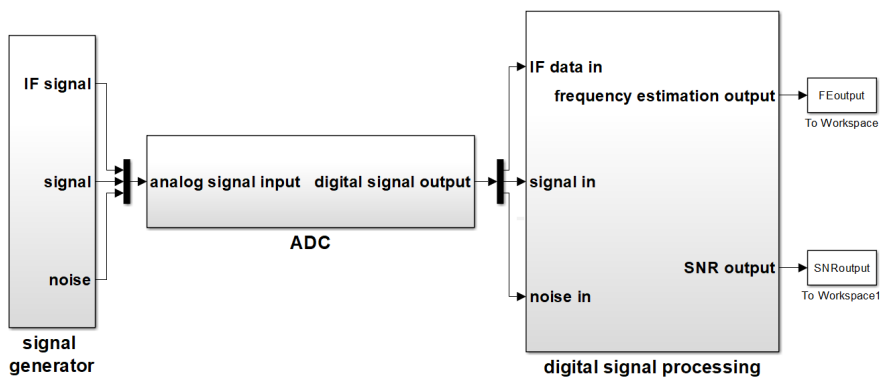 IF signal
signal
noise
signal
generator
analog signal input
digital signal output
ADC
IF data in
frequency estimation output
signal in
SNR output
noise in
digital signal processing
FEoutput
To Workspace
SNRoutput
To Workspace1